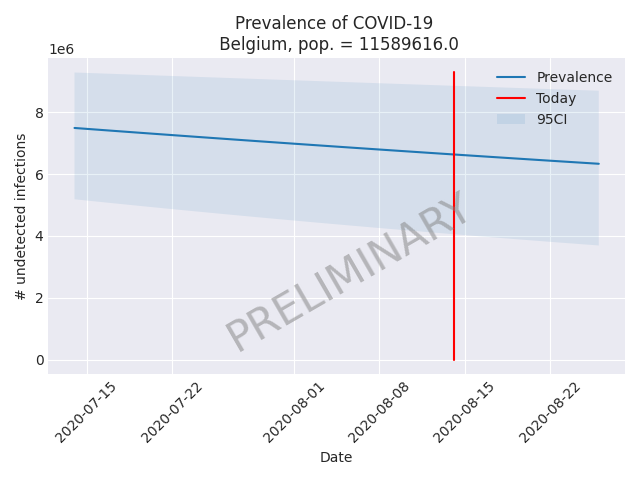 Prevalence of COVID-19
Belgium, pop. = 11589616.0
1e6
Prevalence
Today
95CI
8
6
4
2
0
# undetected infections
PRELIMINARY
2020-07-15
2020-07-22
2020-08-01
2020-08-08
2020-08-15
2020-08-22
Date